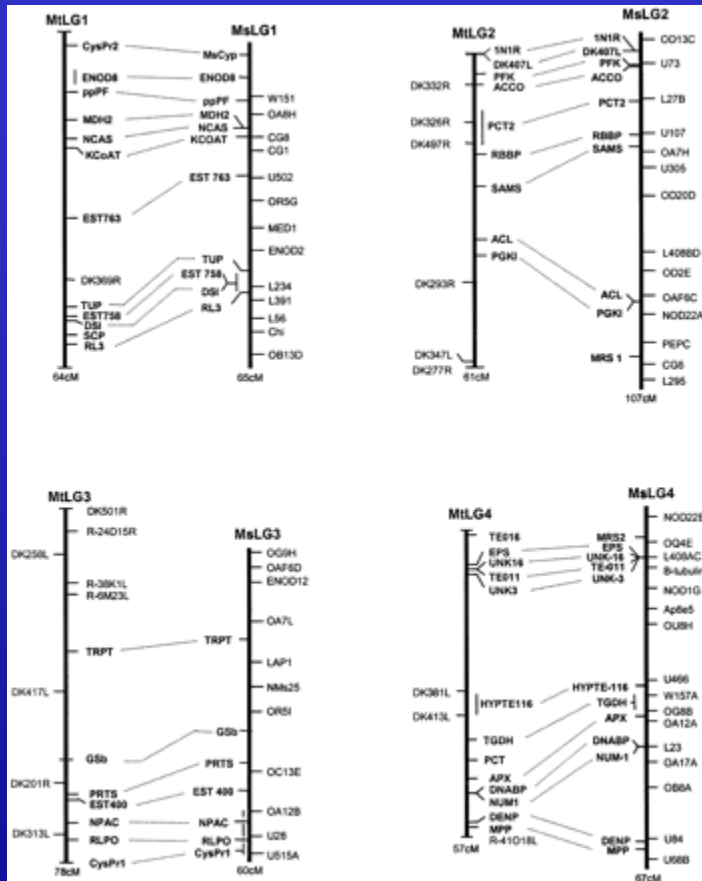 MtLG1
CysPr2
ENOD8
ppPF
MDH2
NCAS
KCoAT
EST763
DK369R
TUP
EST758
DSI
SCP
RL3
64cM
MsLG1
MsCyp
ENOD8
ppPF
MDH2
NCAS
KCOAT
EST 763
TUP
EST 758
DSI
RL3
W151
OA8H
CG8
CG1
U502
OR5G
MED1
ENOD2
L234
L391
L56
Chi
OB13D
65cM
MtLG2
DK332R
DK326R
DK497R
DK293R
DK347L
DK277R
1N1R
DK407L
PFK
ACCO
PCT2
RBBP
SAMS
ACL
PGKI
61cM
MsLG2
1N1R
DK407L
PFK
ACCO
PCT2
RBBP
SAMS
ACL
PGKI
MRS 1
OD13C
U73
L27B
U107
OA7H
U305
OD20D
L408BD
OD2E
OAF6C
NOD22A
PEPC
CG6
L295
107cM
MtLG3
DK258L
DK417L
DK201R
DK313L
DK501R
R-24D15R
R-38K1L
R-6M23L
TRPT
GSb
PRTS
EST400
NPAC
RLPO
CysPr1
78cM
MsLG3
TRPT
GSb
PRTS
EST 400
NPAC
RLPO
CysPr1
OG9H
OAF6D
ENOD12
OA7L
LAP1
NMs25
OR5I
OC13E
OA12B
U28
U515A
60cM
MtLG4
DK381L
DK413L
TE016
EPS
UNK16
TE011
UNK3
HYPTE116
TGDH
PCT
APX
DNABP
NUM1
DENP
MPP
R-41O18L
57cM
MsLG4
MRS2
EPS
UNK-16
TE-011
UNK-3
HYPTE-116
TGDH
APX
DNABP
NUM-1
DENP
MPP
NOD22B
OQ4E
L408AC
B-tubulin
NOD1G
Ap8e5
OU8H
U466
W157A
OG8B
OA12A
L23
OA17A
OB6A
U84
U68B
67cM